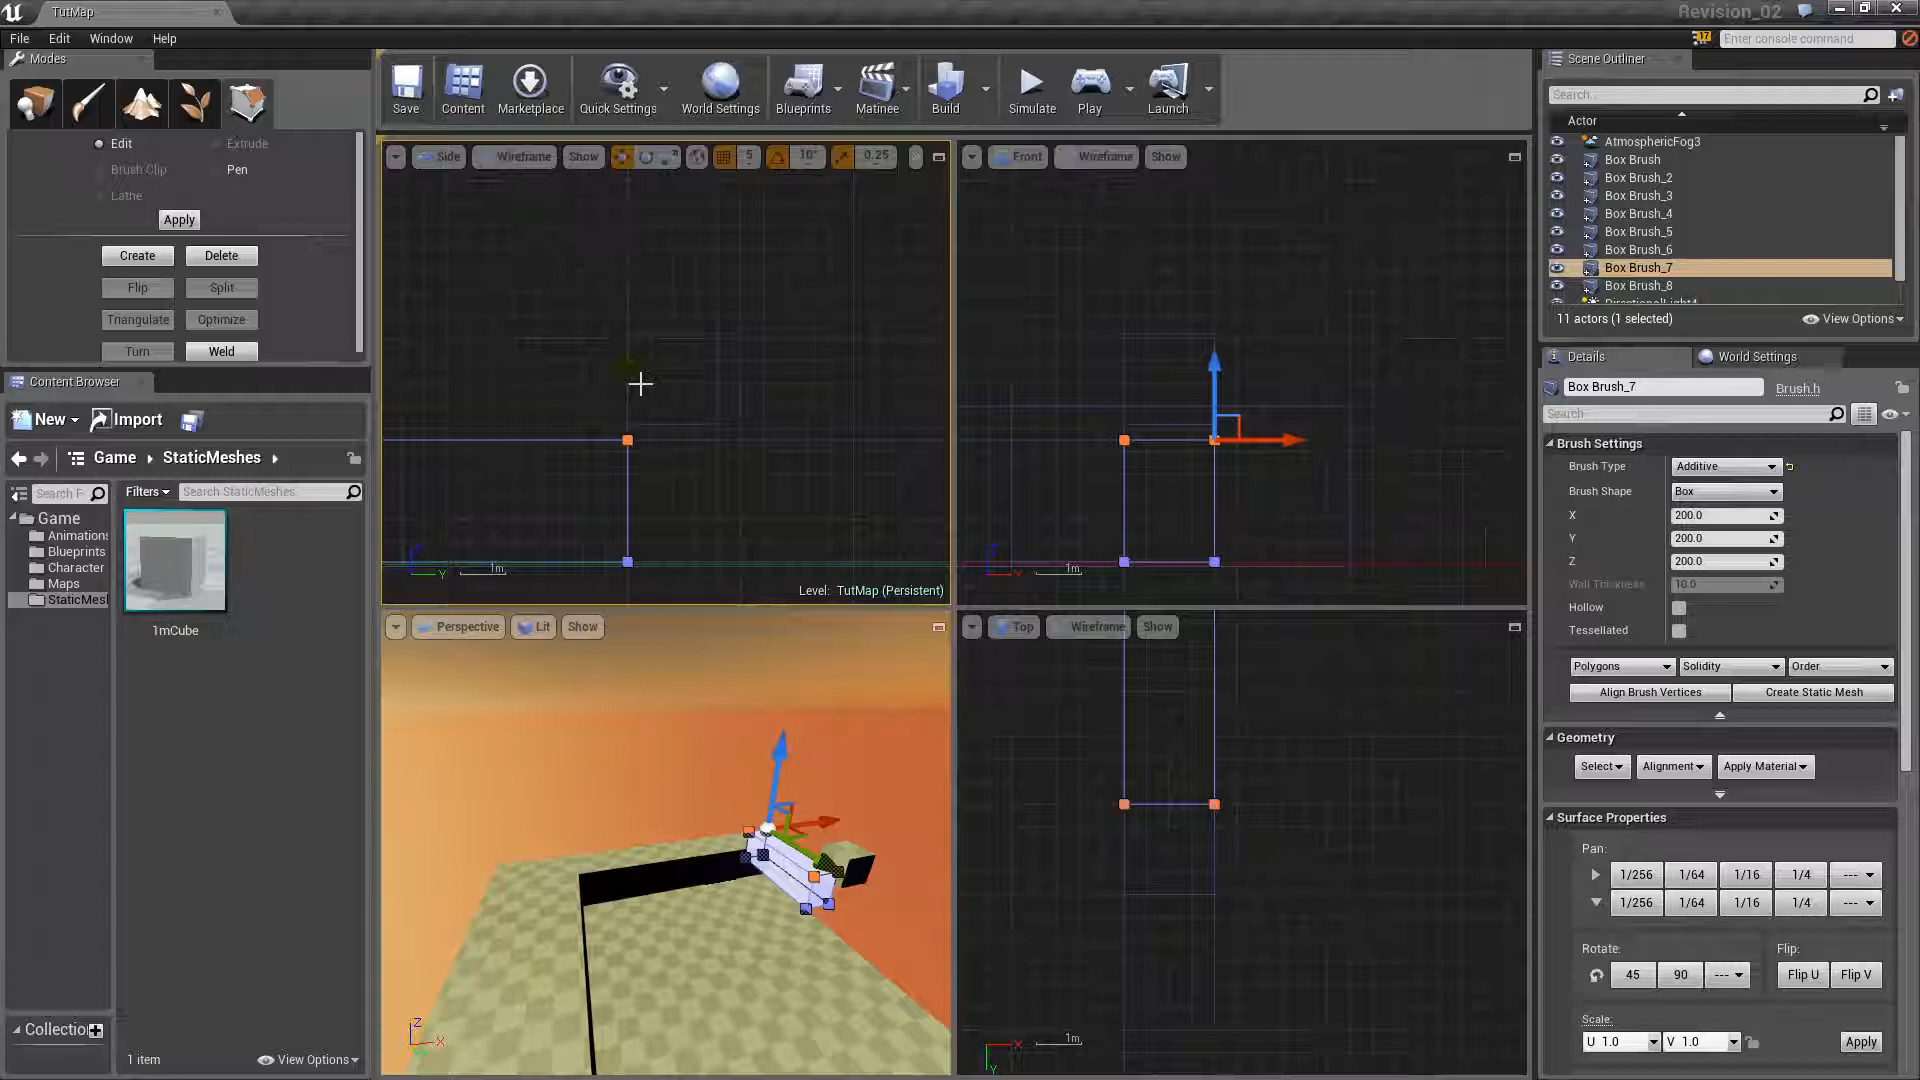 TutMap
Revision_02
File Edit Window Help
17 Enter console command
Modes
Save Content Marketplace Quick Settings World Settings Blueprints Matinee Build Simulate Play Launch
Edit Extrude
Brush Clip Pen
Lathe
Apply
Create Delete
Flip Split
Triangulate Optimize
Turn Weld
Content Browser
New Import
Game StaticMeshes
Search F Filters Search StaticMeshes
Game
Animations
Blueprints
Character
Maps
StaticMesh
1mCube
Collectio
1 item View Options
Side Wireframe Show 5 10° 0.25
Z Y 1m
Level: TutMap (Persistent)
Front Wireframe Show
Z X 1m
Perspective Lit Show
Z X Y
Top Wireframe Show
X Y 1m
Scene Outliner
Search...
Actor
AtmosphericFog3
Box Brush
Box Brush_2
Box Brush_3
Box Brush_4
Box Brush_5
Box Brush_6
Box Brush_7
Box Brush_8
DirectionalLight4
11 actors (1 selected) View Options
Details World Settings
Box Brush_7 Brush.h
Search
Brush Settings
Brush Type Additive
Brush Shape Box
X 200.0
Y 200.0
Z 200.0
Wall Thickness 10.0
Hollow
Tessellated
Polygons Solidity Order
Align Brush Vertices Create Static Mesh
Geometry
Select Alignment Apply Material
Surface Properties
Pan:
1/256 1/64 1/16 1/4 ---
1/256 1/64 1/16 1/4 ---
Rotate: Flip:
45 90 --- Flip U Flip V
Scale:
U 1.0 V 1.0 Apply